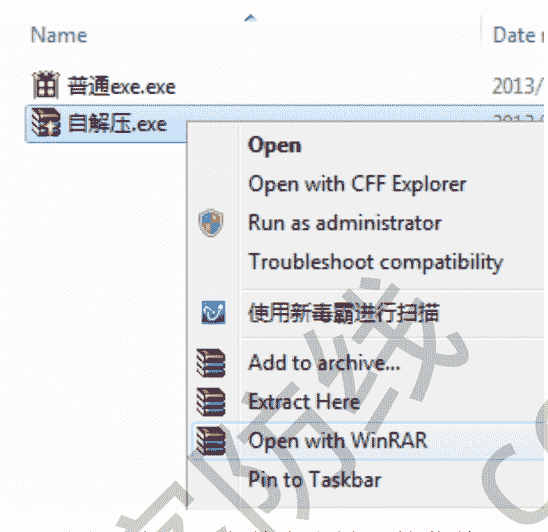 Name
Date
普通exe.exe
2013/
自解压.exe
Open
Open with CFF Explorer
Run as administrator
Troubleshoot compatibility
使用新毒霸进行扫描
Add to archive...
Extract Here
Open with WinRAR
Pin to Taskbar
防线